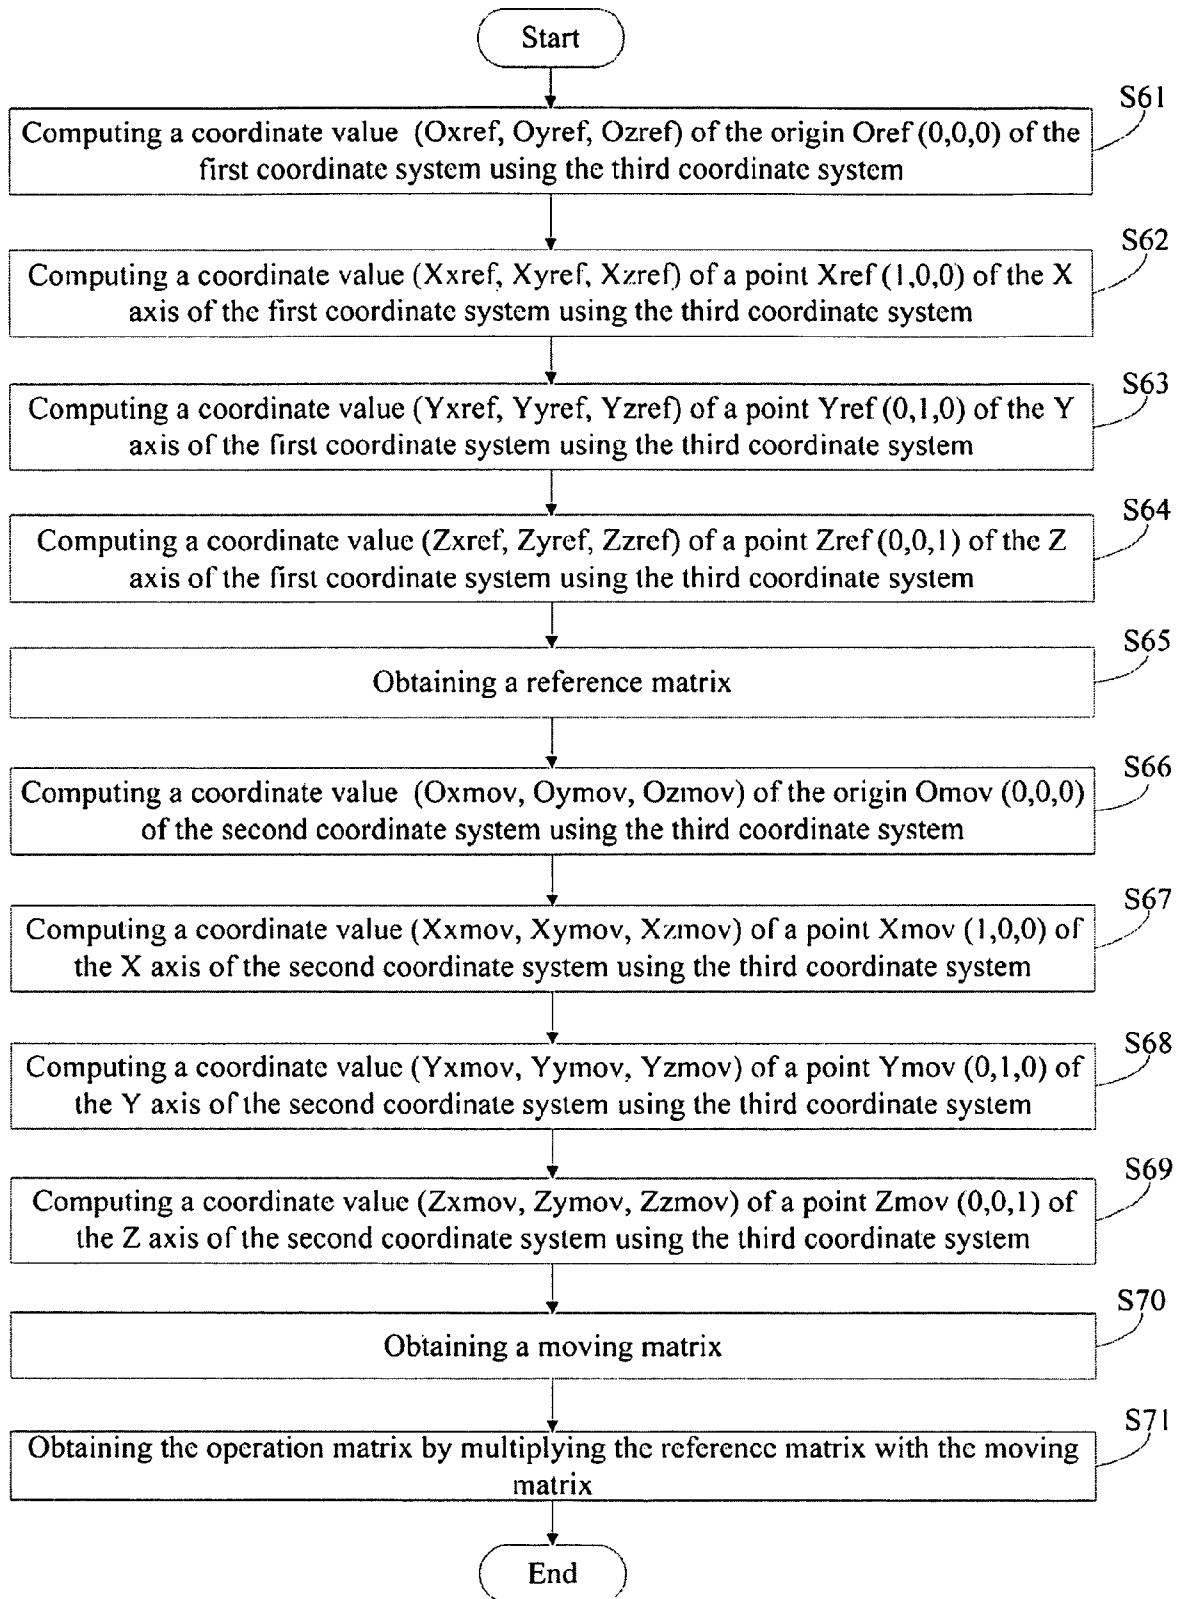 Start
S61
Computing a coordinate value (Oxref, Oyref, Ozref) of the origin Oref (0,0,0) of the
first coordinate system using the third coordinate system
S62
Computing a coordinate value (Xxref, Xyref, Xzref) of a point Xref (1,0,0) of the X
axis of the first coordinate system using the third coordinate system
S63
Computing a coordinate value (Yxref, Yyref, Yzref) of a point Yref (0,1,0) of the Y
axis of the first coordinate system using the third coordinate system
S64
Computing a coordinate value (Zxref, Zyref, Zzref) of a point Zref (0,0,1) of the Z
axis of the first coordinate system using the third coordinate system
S65
Obtaining a reference matrix
S66
Computing a coordinate value (Oxmov, Oymov, Ozmov) of the origin Omov (0,0,0)
of the second coordinate system using the third coordinate system
S67
Computing a coordinate value (Xxmov, Xymov, Xzmov) of a point Xmov (1,0,0) of
the X axis of the second coordinate system using the third coordinate system
S68
Computing a coordinate value (Yxmov, Yymov, Yzmov) of a point Ymov (0,1,0) of
the Y axis of the second coordinate system using the third coordinate system
S69
Computing a coordinate value (Zxmov, Zymov, Zzmov) of a point Zmov (0,0,1) of
the Z axis of the second coordinate system using the third coordinate system
S70
Obtaining a moving matrix
S71
Obtaining the operation matrix by multiplying the reference matrix with the moving
matrix
End